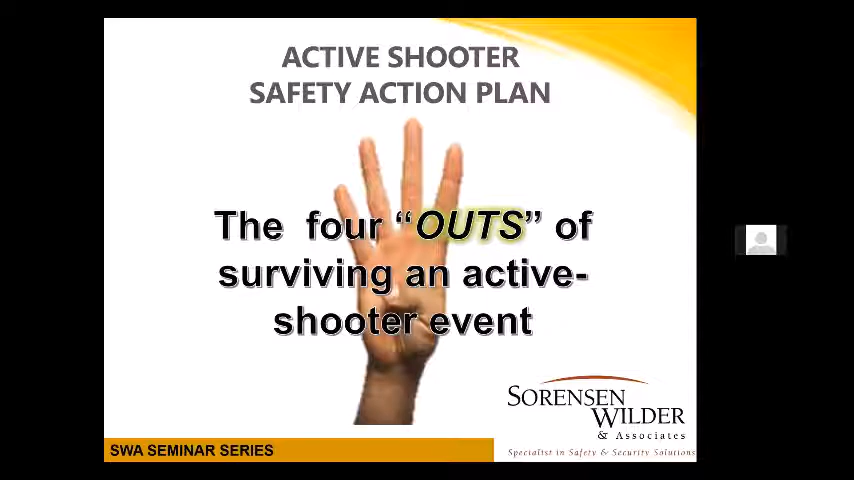 ACTIVE SHOOTER
SAFETY ACTION PLAN
The four “OUTS” of
surviving an active-
shooter event
SORENSEN
WILDER
& Associates
Specialist in Safety & Security Solutions
SWA SEMINAR SERIES